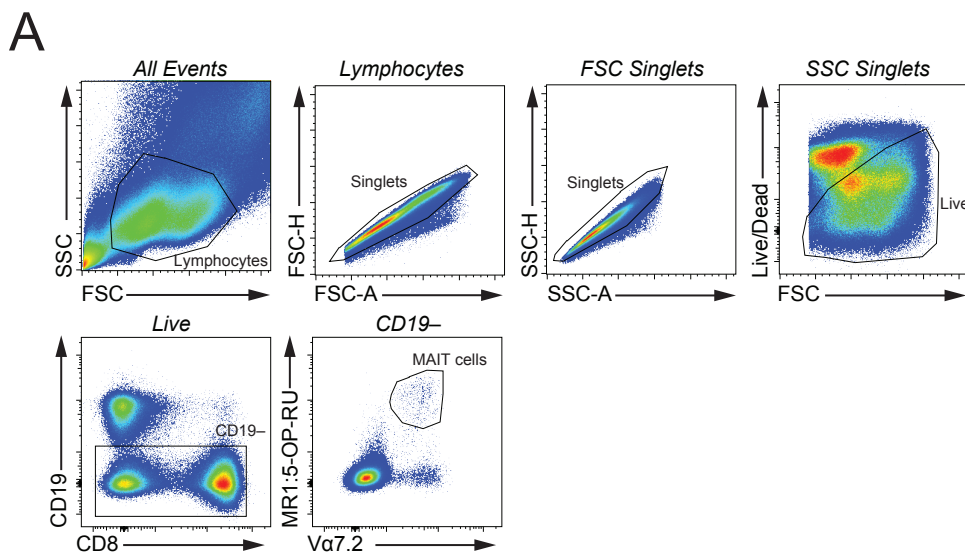 A
All Events
Lymphocytes
FSC Singlets
SSC Singlets
SSC
Lymphocytes
FSC
FSC-H
Singlets
FSC-A
SSC-H
Singlets
SSC-A
Live/Dead
Live
FSC
Live
CD19–
CD19
CD19–
CD8
MR1:5-OP-RU
MAIT cells
Vα7.2